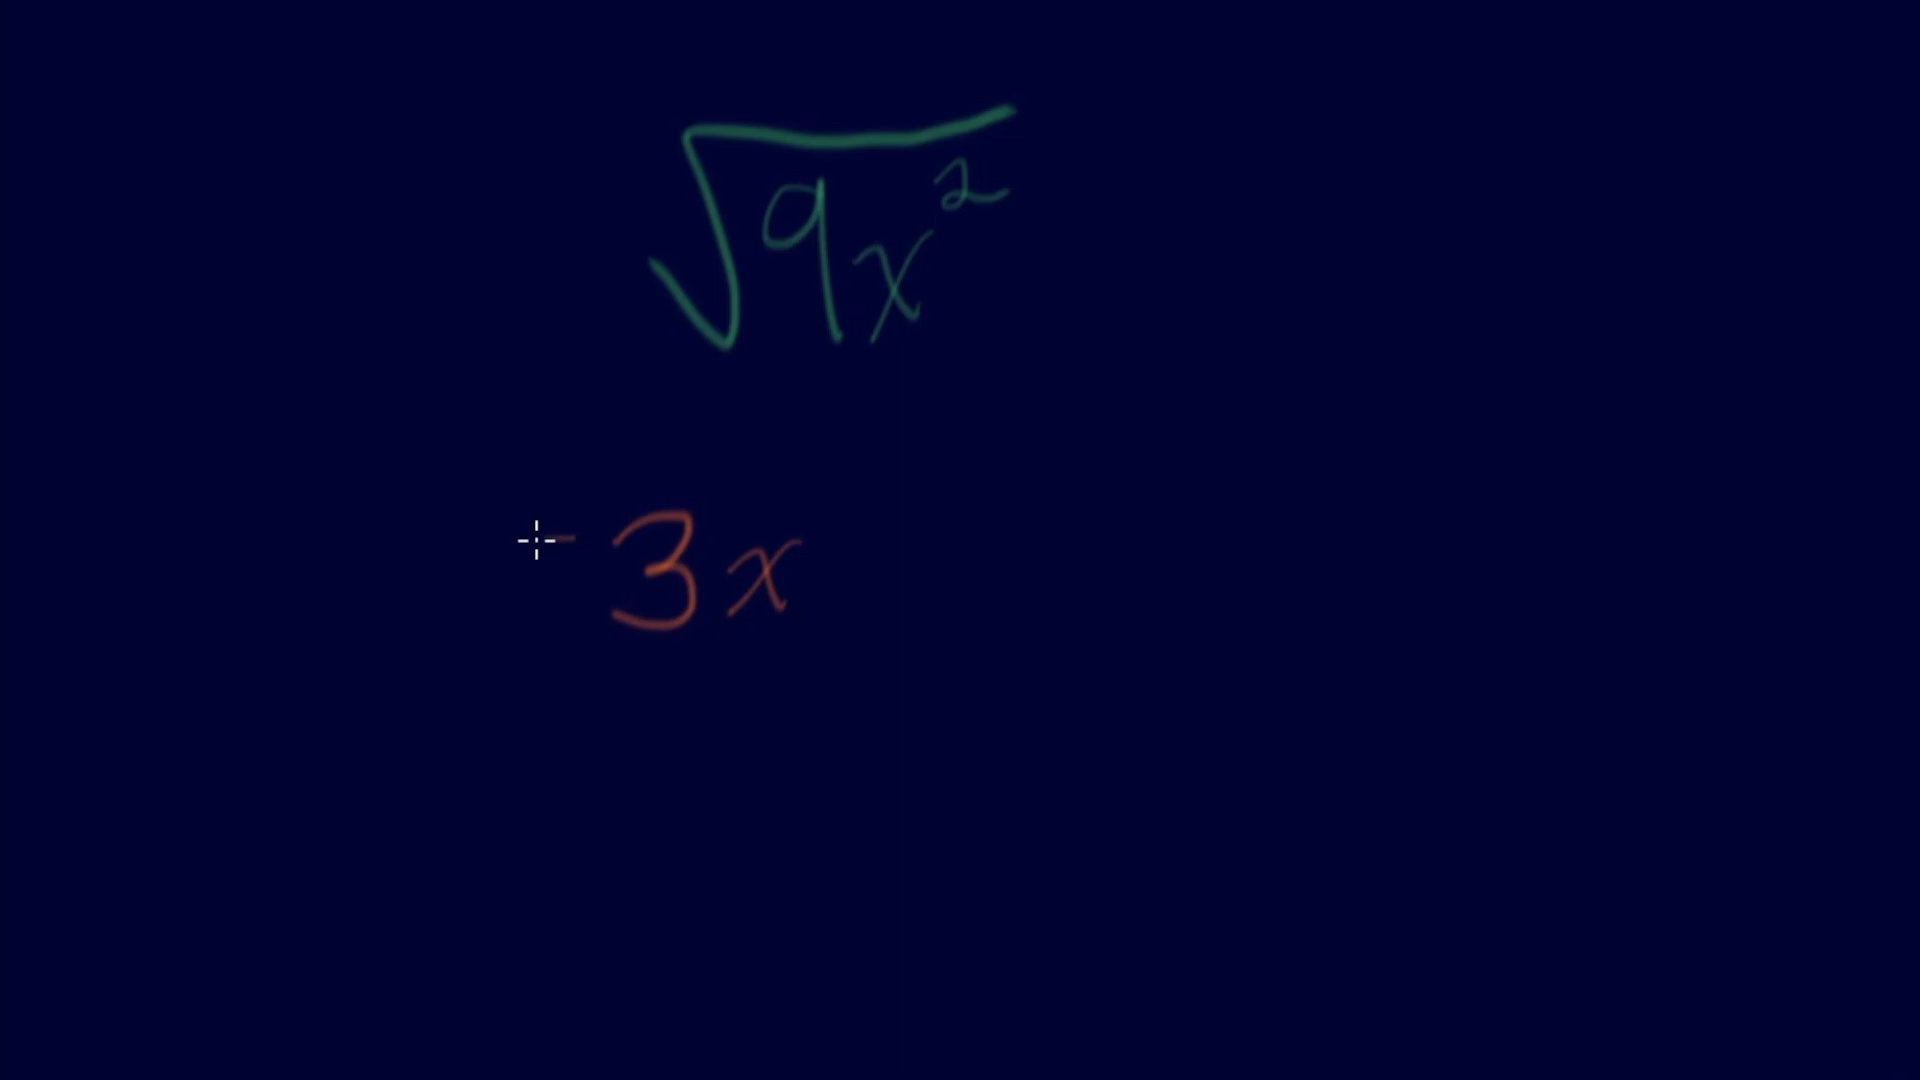 √9x²
- 3x